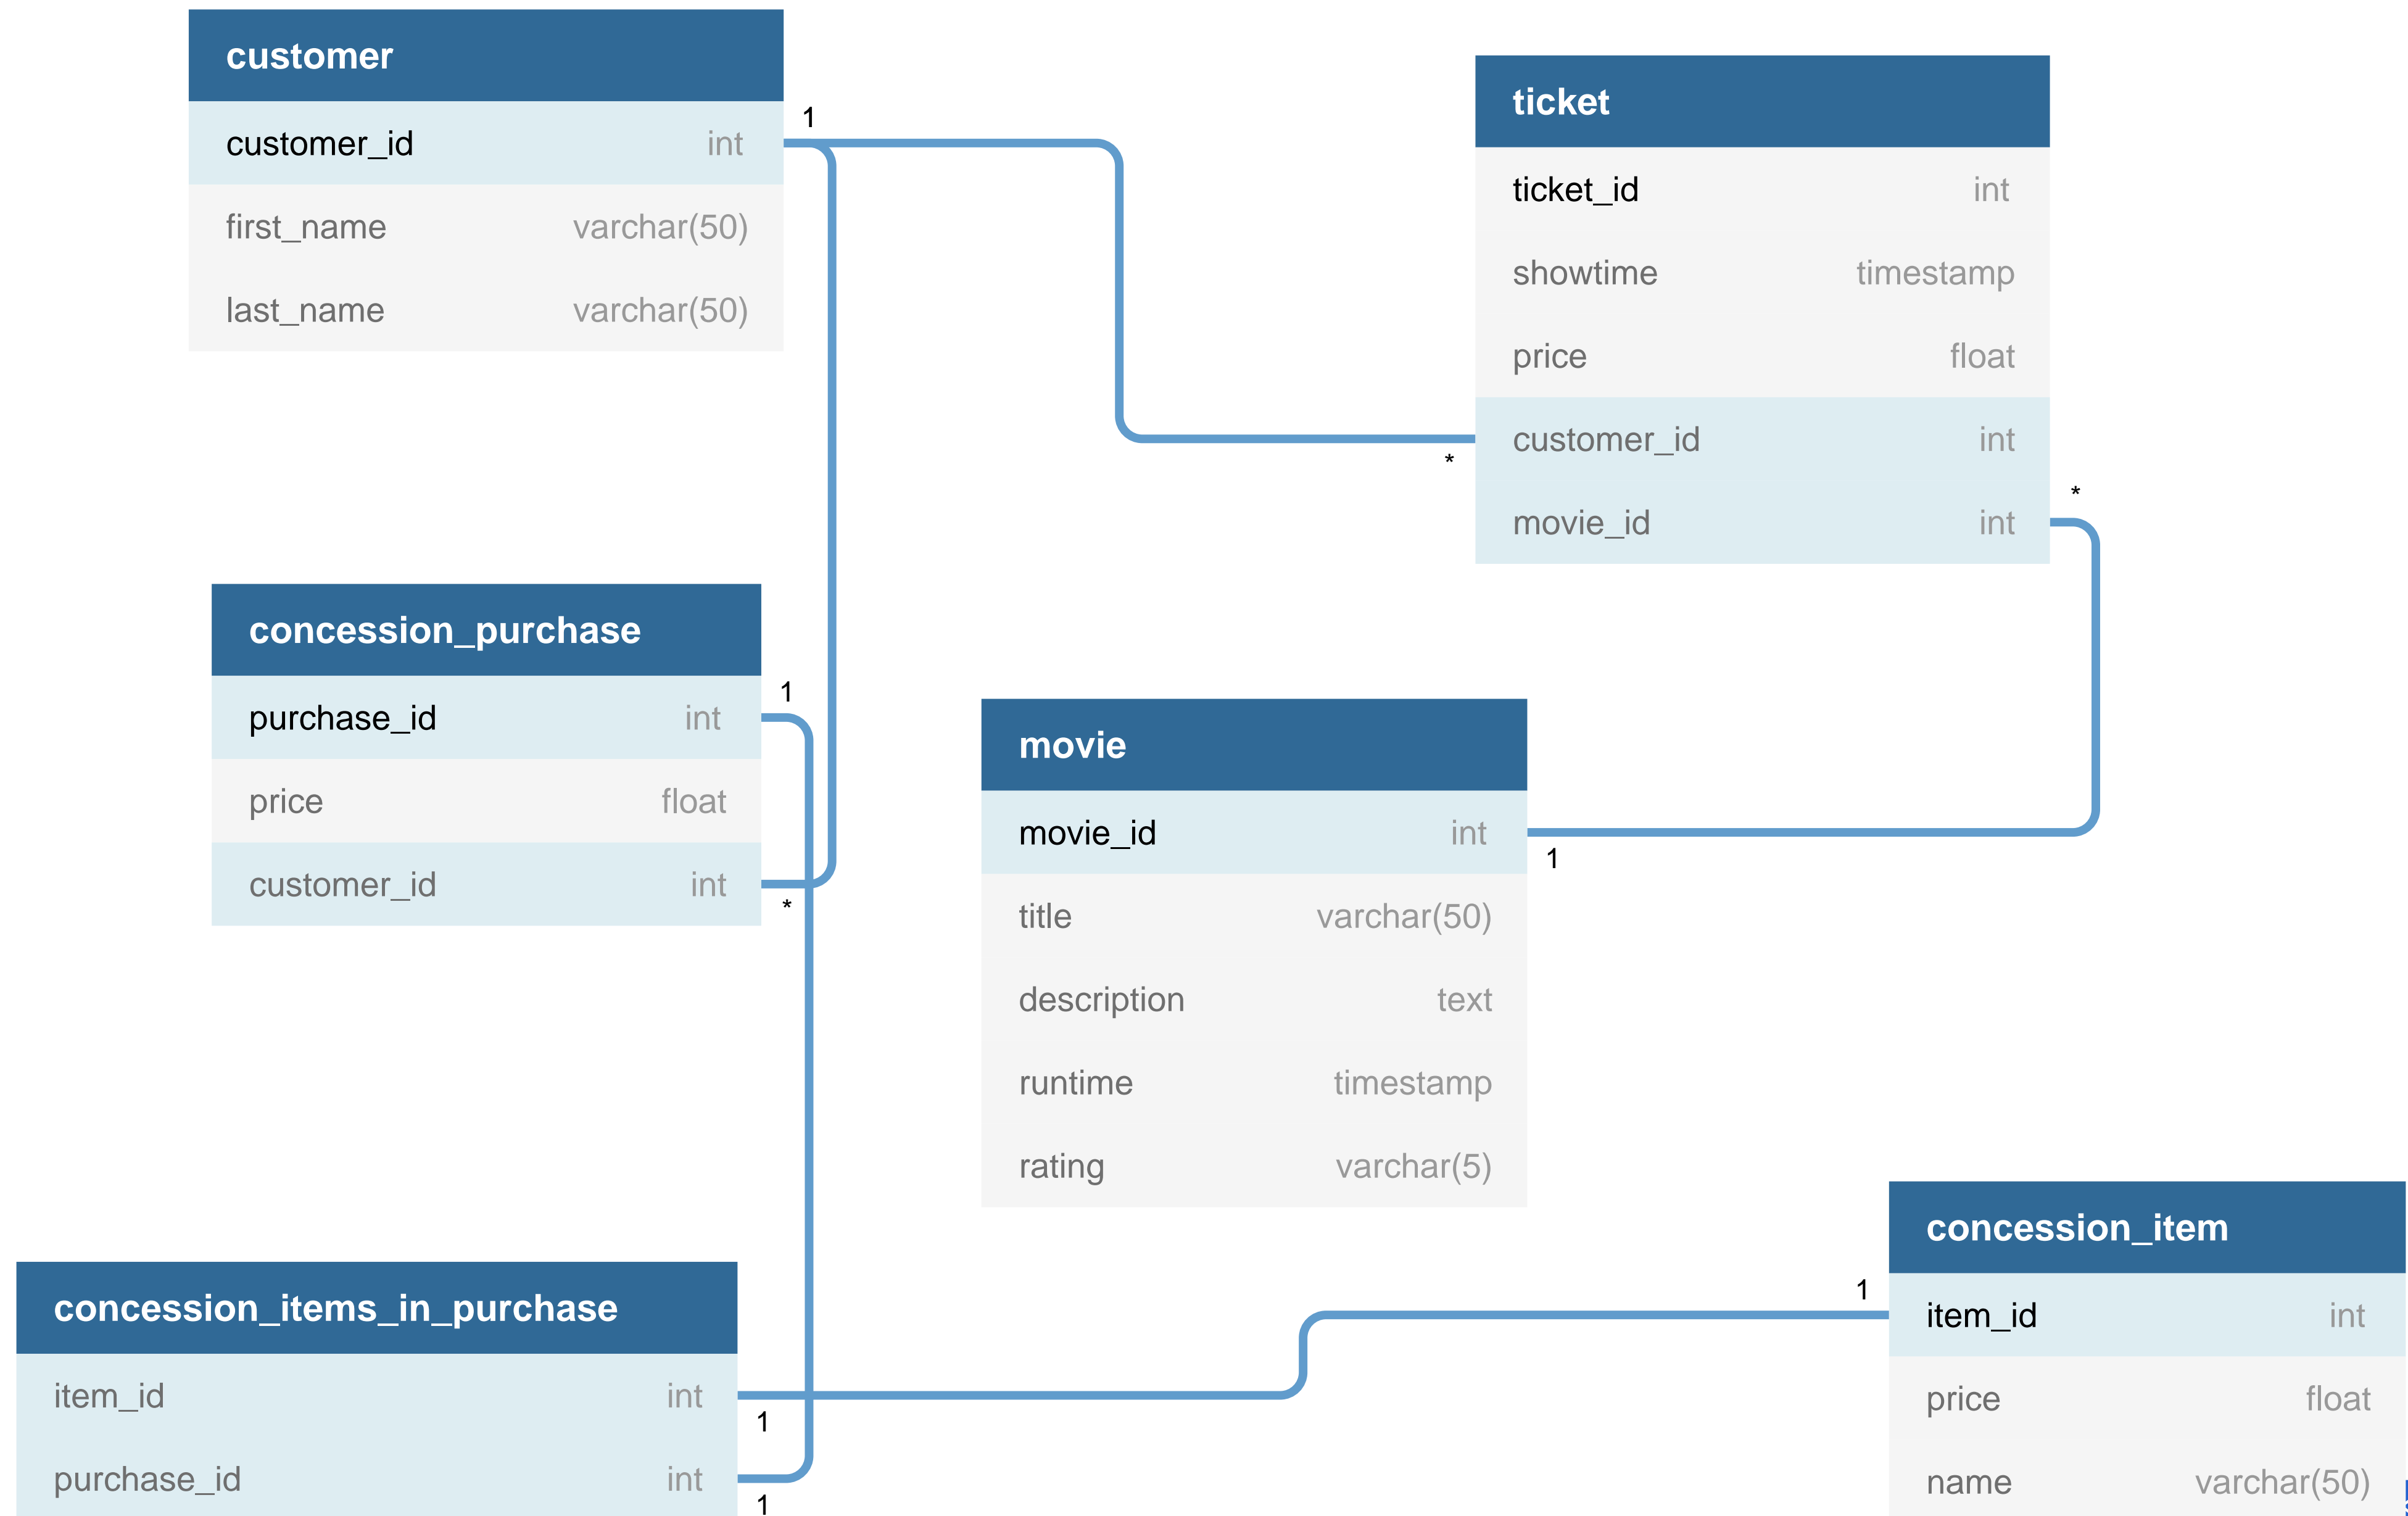 customer
customer_id int
first_name varchar(50)
last_name varchar(50)
1
ticket
ticket_id int
showtime timestamp
price float
customer_id int
movie_id int
*
*
concession_purchase
purchase_id int
price float
customer_id int
1
*
movie
movie_id int
title varchar(50)
description text
runtime timestamp
rating varchar(5)
1
concession_items_in_purchase
item_id int
purchase_id int
1
1
concession_item
item_id int
price float
name varchar(50)
1